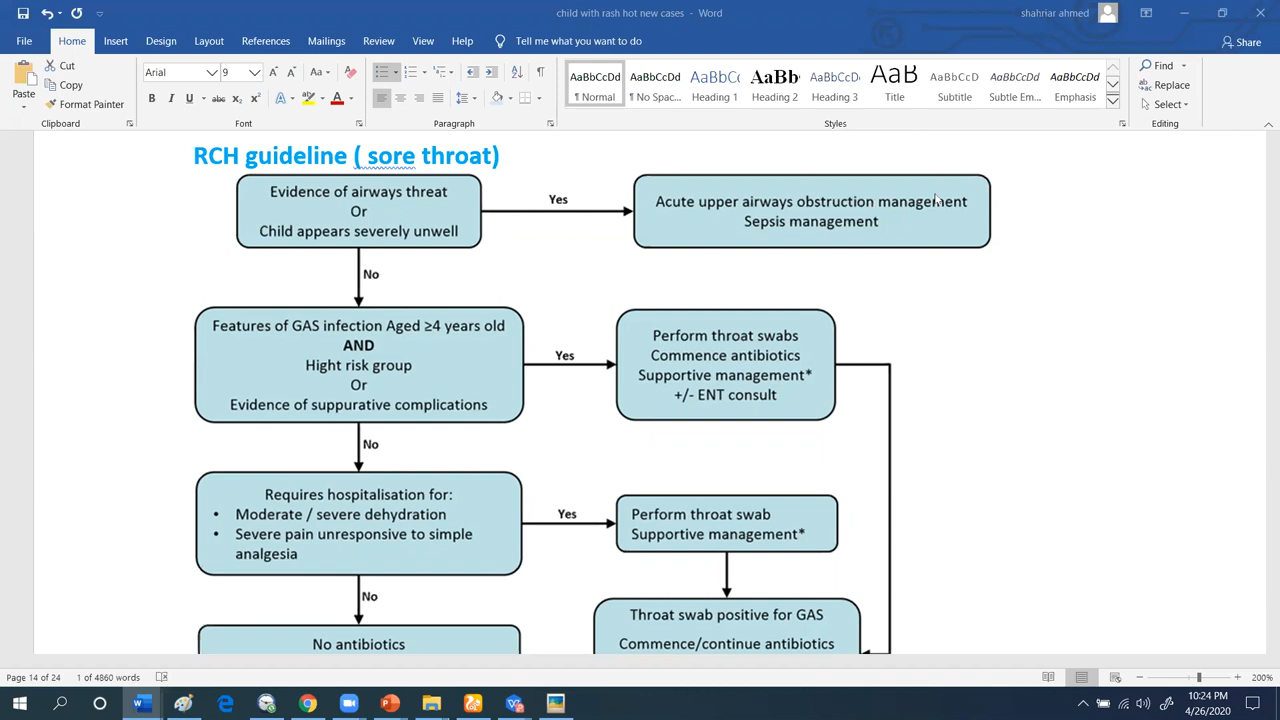 child with rash hot new cases - Word
shahriar ahmed
File Home Insert Design Layout References Mailings Review View Help Tell me what you want to do Share
Paste
Cut
Copy
Format Painter
Clipboard
Arial 9
Font
Paragraph
AaBbCcDd AaBbCcDd AaBbCc AaBb AaBbCcDd AaB AaBbCcDd AaBbCcDd AaBbCcDd
¶ Normal ¶ No Spac... Heading 1 Heading 2 Heading 3 Title Subtitle Subtle Em... Emphasis
Styles
Find
Replace
Select
Editing
RCH guideline ( sore throat)
Evidence of airways threat
Or
Child appears severely unwell
Yes
Acute upper airways obstruction management
Sepsis management
No
Features of GAS infection Aged ≥4 years old
AND
Hight risk group
Or
Evidence of suppurative complications
Yes
Perform throat swabs
Commence antibiotics
Supportive management*
+/- ENT consult
No
Requires hospitalisation for:
• Moderate / severe dehydration
• Severe pain unresponsive to simple
analgesia
Yes
Perform throat swab
Supportive management*
No
No antibiotics
Throat swab positive for GAS
Commence/continue antibiotics
Page 14 of 24 1 of 4860 words 200%
10:24 PM
4/26/2020